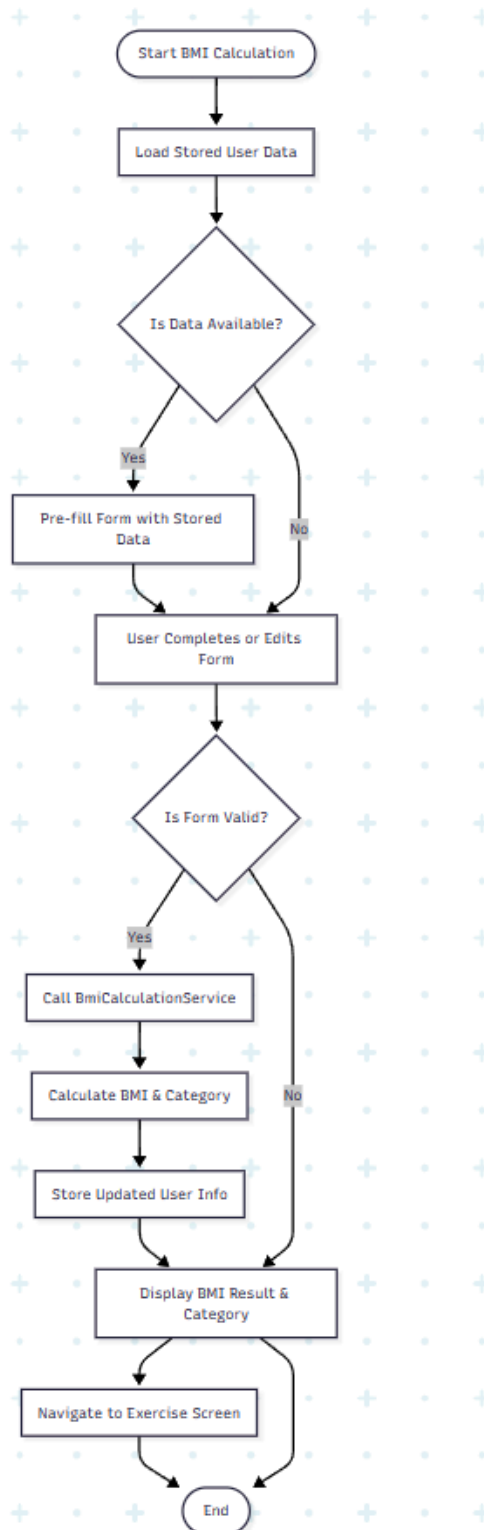 Start BMI Calculation
Load Stored User Data
Is Data Available?
Yes
Pre-fill Form with Stored
Data
No
User Completes or Edits
Form
Is Form Valid?
Yes
Call BmiCalculationService
Calculate BMI & Category
No
Store Updated User Info
Display BMI Result &
Category
Navigate to Exercise Screen
End